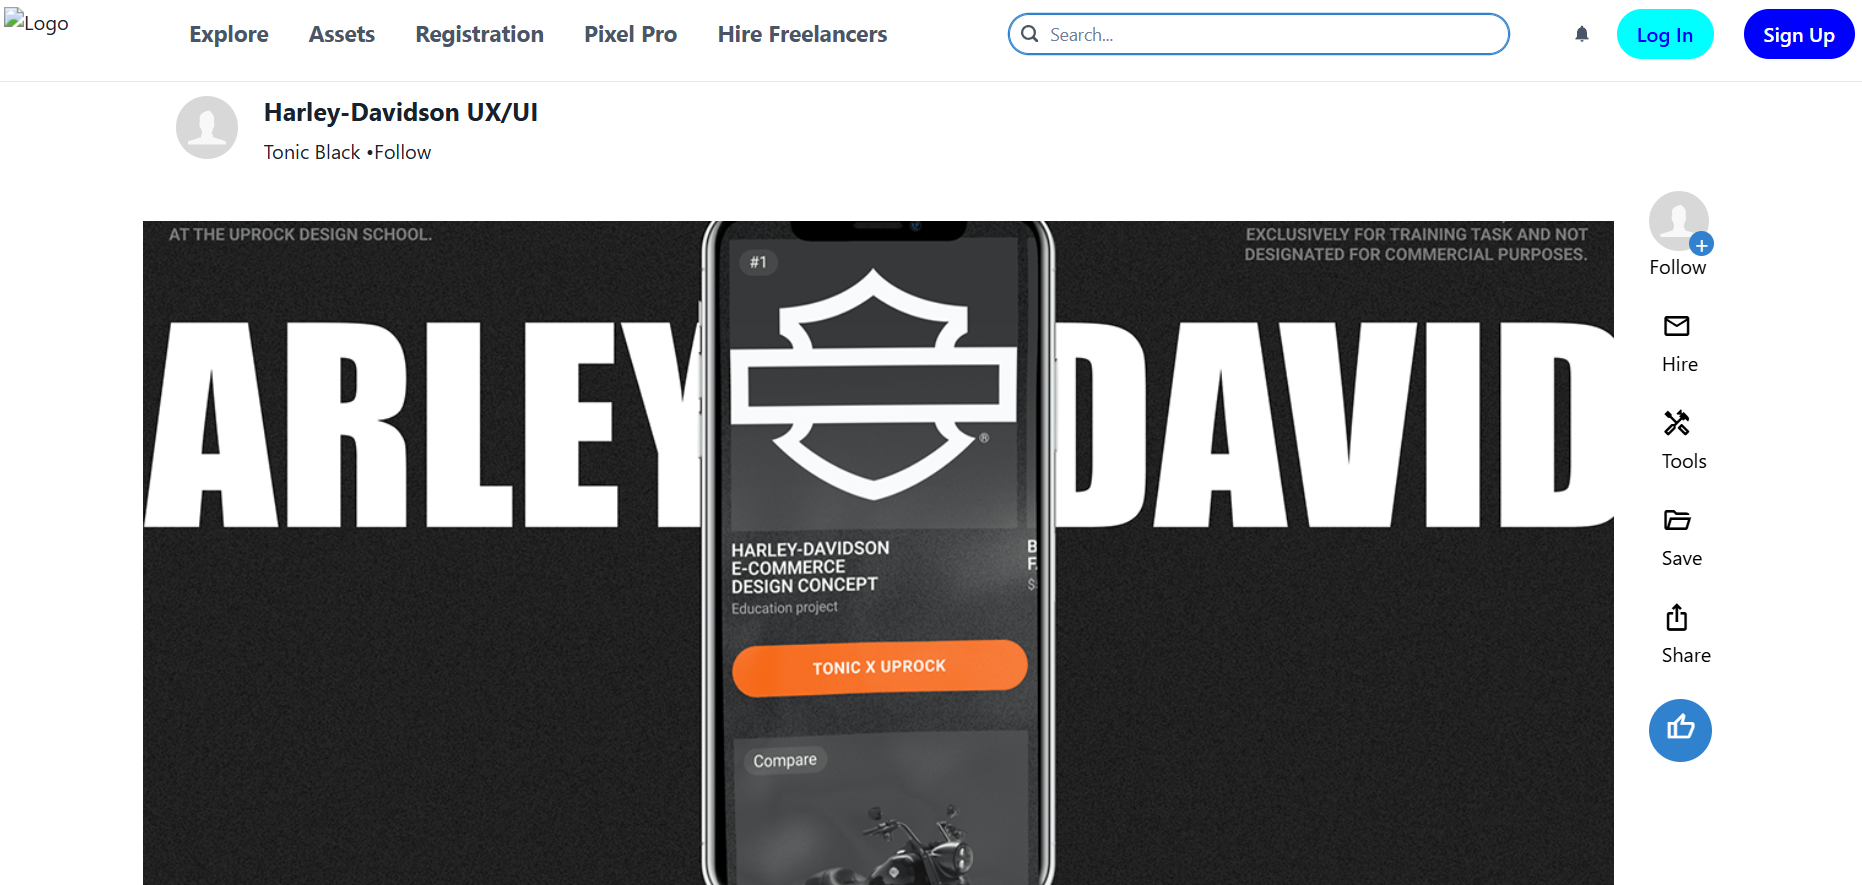 Logo
Explore
Assets
Registration
Pixel Pro
Hire Freelancers
Search...
Log In
Sign Up
Harley-Davidson UX/UI
Tonic Black •Follow
AT THE UPROCK DESIGN SCHOOL.
EXCLUSIVELY FOR TRAINING TASK AND NOT
DESIGNATED FOR COMMERCIAL PURPOSES.
#1
ARLEY DAVID
®
HARLEY-DAVIDSON
E-COMMERCE
DESIGN CONCEPT
Education project
B
F
$
TONIC X UPROCK
Compare
Follow
Hire
Tools
Save
Share